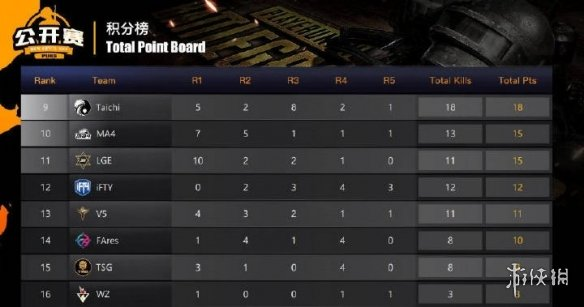 公开赛
PUBG
积分榜
Total Point Board
Rank Team R1 R2 R3 R4 R5 Total Kills Total Pts
9 Taichi 5 2 8 2 1 18 18
10 MA4 7 5 1 1 1 13 15
11 LGE 10 2 2 1 0 11 15
12 iFTY 0 2 3 4 3 12 12
13 V5 4 3 2 1 1 11 11
14 FAres 1 4 1 4 0 8 10
15 TSG 3 1 0 4 0 8
16 WZ 1 0 0 1 1 3
游侠网